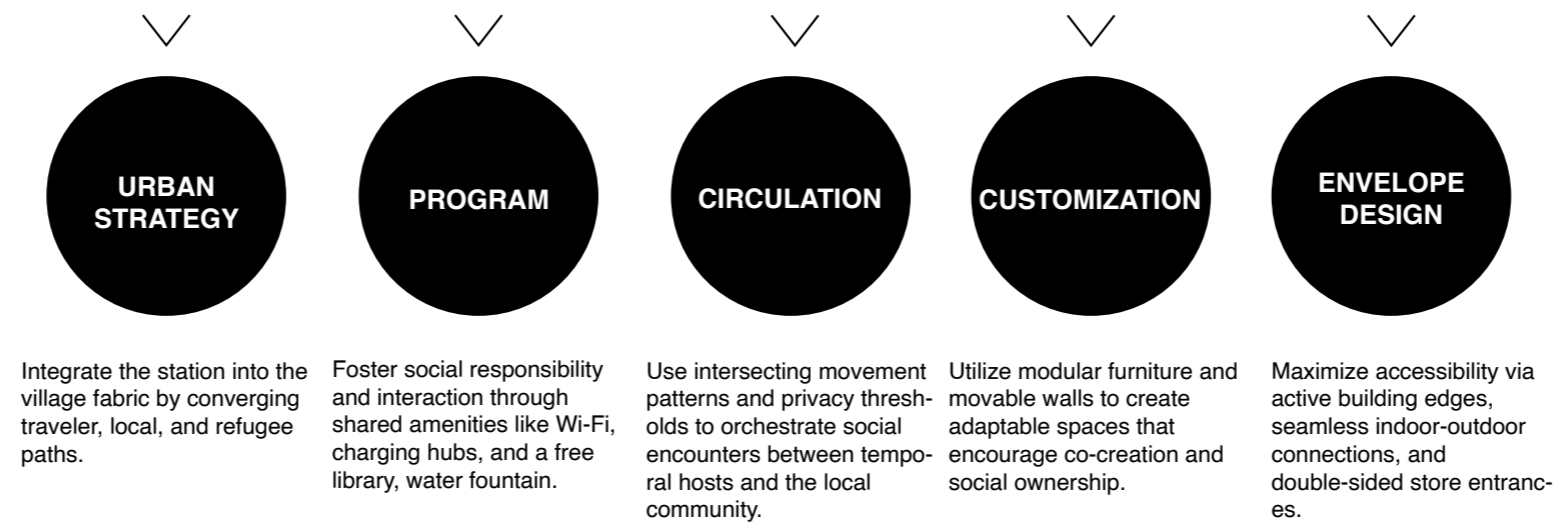 URBAN
STRATEGY
PROGRAM
CIRCULATION
CUSTOMIZATION
ENVELOPE
DESIGN
Integrate the station into the
village fabric by converging
traveler, local, and refugee
paths.
Foster social responsibility
and interaction through
shared amenities like Wi-Fi,
charging hubs, and a free
library, water fountain.
Use intersecting movement
patterns and privacy thresh-
olds to orchestrate social
encounters between tempo-
ral hosts and the local
community.
Utilize modular furniture and
movable walls to create
adaptable spaces that
encourage co-creation and
social ownership.
Maximize accessibility via
active building edges,
seamless indoor-outdoor
connections, and
double-sided store entranc-
es.